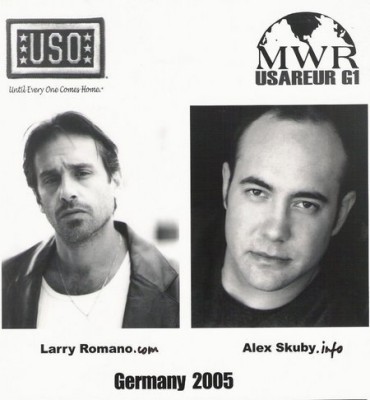 USO
Until Every One Comes Home.®
MWR
USAREUR G1
Larry Romano.com
Alex Skuby.info
Germany 2005